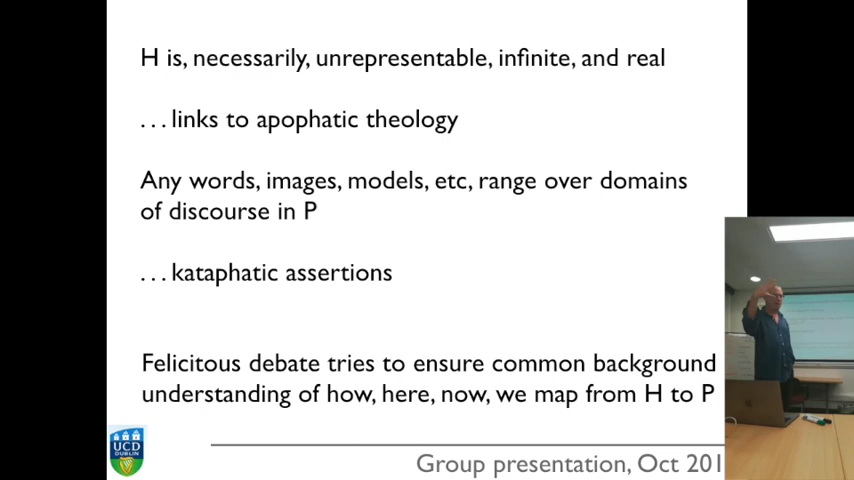 H is, necessarily, unrepresentable, infinite, and real
...links to apophatic theology
Any words, images, models, etc, range over domains
of discourse in P
...kataphatic assertions
Felicitous debate tries to ensure common background
understanding of how, here, now, we map from H to P
UCD
DUBLIN
Group presentation, Oct 201